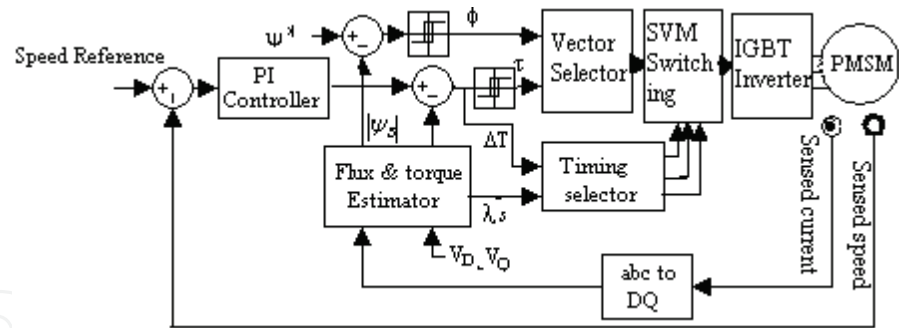 Speed Reference
+
PI
Controller
Ψ*
+
−
ϕ
+
−
τ
Vector
Selector
SVM
Switch
ing
IGBT
Inverter
PMSM
|ψs|
ΔT
Flux & torque
Estimator
λs
Timing
selector
VD, VQ
abc to
DQ
Sensed current
Sensed speed